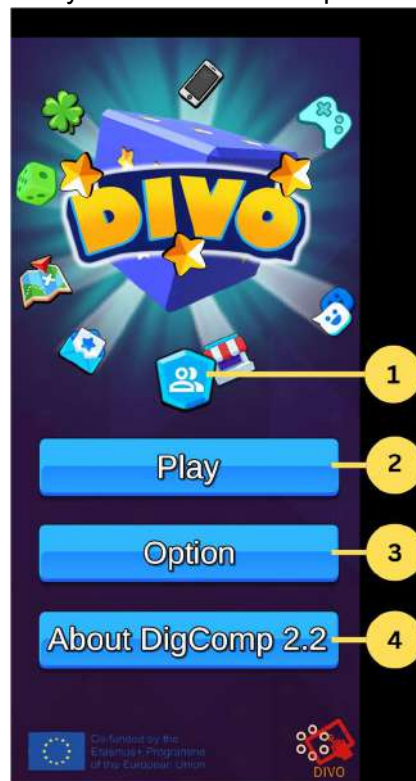 DIVO
1
Play
2
Option
3
About DigComp 2.2
4
Co-funded by the
Erasmus+ Programme
of the European Union
DIVO